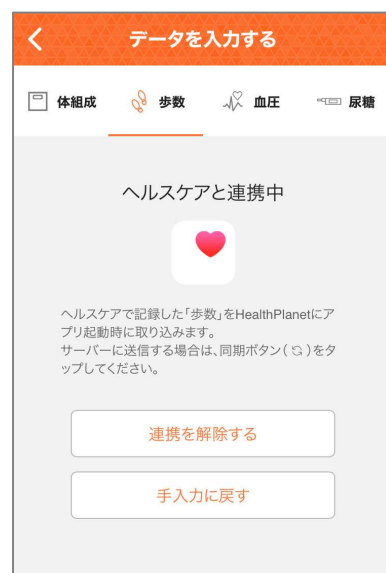 データを入力する
体組成
歩数
血圧
尿糖
ヘルスケアと連携中
ヘルスケアで記録した「歩数」をHealthPlanetにア
プリ起動時に取り込みます。
サーバーに送信する場合は、同期ボタン( )をタ
ップしてください。
連携を解除する
手入力に戻す